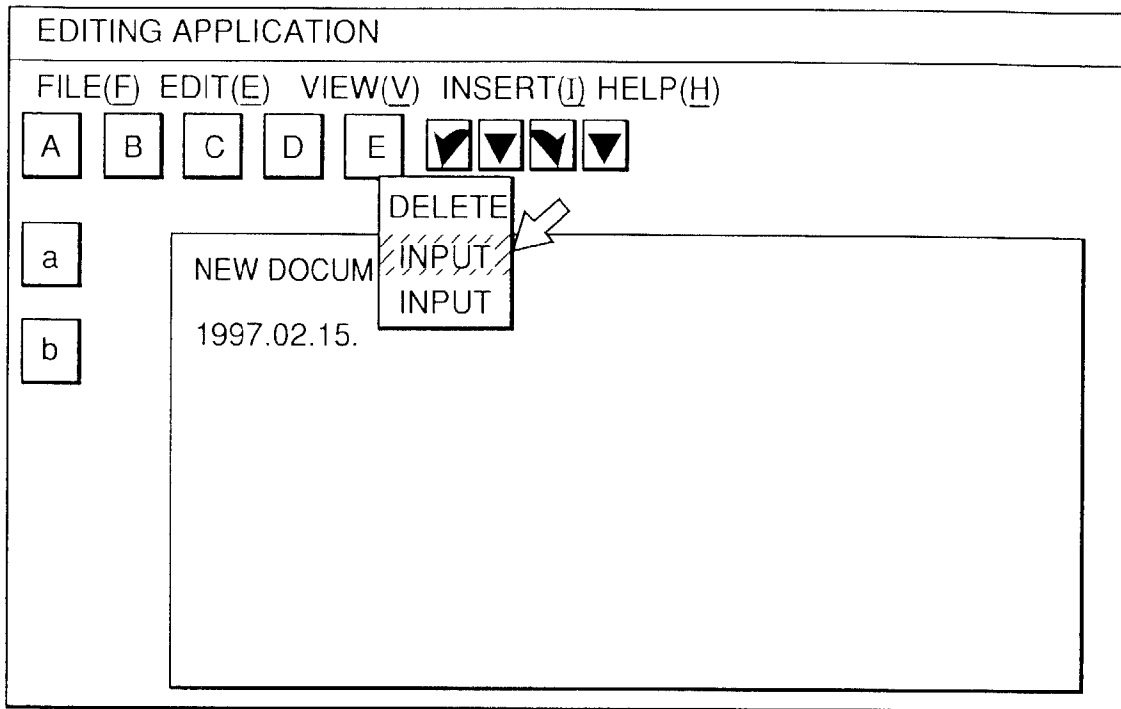 EDITING APPLICATION
FILE(F) EDIT(E) VIEW(V) INSERT(I) HELP(H)
A B C D E
DELETE
a
NEW DOCUM INPUT
INPUT
1997.02.15.
b